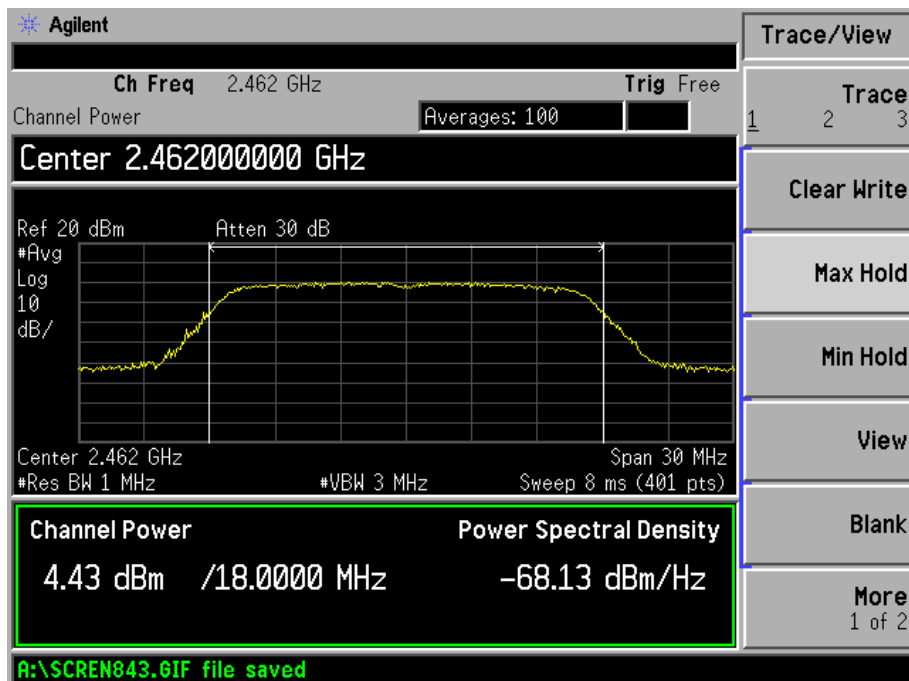 Agilent
Ch Freq 2.462 GHz Trig Free
Channel Power Averages: 100
Center 2.462000000 GHz
Ref 20 dBm Atten 30 dB
#Avg
Log
10
dB/
Center 2.462 GHz Span 30 MHz
#Res BW 1 MHz #VBW 3 MHz Sweep 8 ms (401 pts)
Channel Power Power Spectral Density
4.43 dBm /18.0000 MHz -68.13 dBm/Hz
A:\SCREN843.GIF file saved
Trace/View
Trace
1 2 3
Clear Write
Max Hold
Min Hold
View
Blank
More
1 of 2